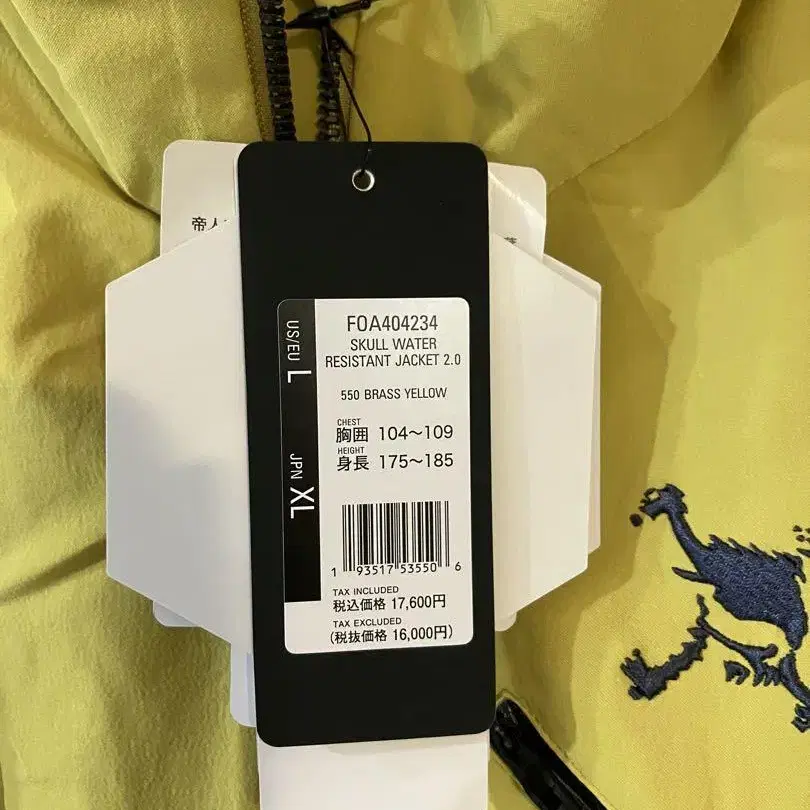 帝人
US/EU L
JPN XL
FOA404234
SKULL WATER
RESISTANT JACKET 2.0
550 BRASS YELLOW
CHEST
胸囲 104～109
HEIGHT
身長 175～185
1 93517 53550 6
TAX INCLUDED
税込価格 17,600円
TAX EXCLUDED
(税抜価格 16,000円)